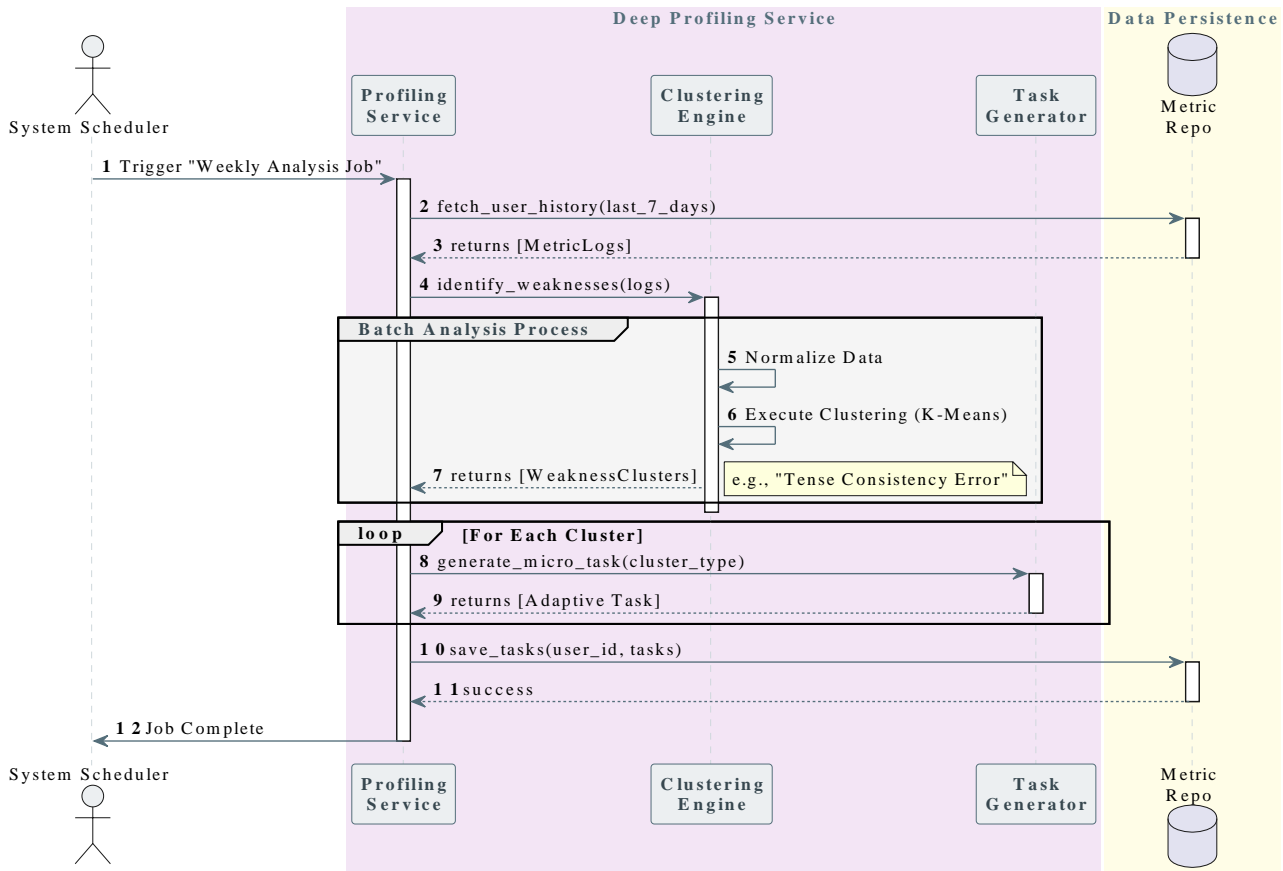 Deep Profiling Service
Data Persistence
System Scheduler
Profiling
Service
Clustering
Engine
Task
Generator
Metric
Repo
1 Trigger "Weekly Analysis Job"
2 fetch_user_history(last_7_days)
3 returns [MetricLogs]
4 identify_weaknesses(logs)
Batch Analysis Process
5 Normalize Data
6 Execute Clustering (K-Means)
7 returns [WeaknessClusters]
e.g., "Tense Consistency Error"
loop [For Each Cluster]
8 generate_micro_task(cluster_type)
9 returns [Adaptive Task]
10 save_tasks(user_id, tasks)
11 success
12 Job Complete
System Scheduler
Profiling
Service
Clustering
Engine
Task
Generator
Metric
Repo